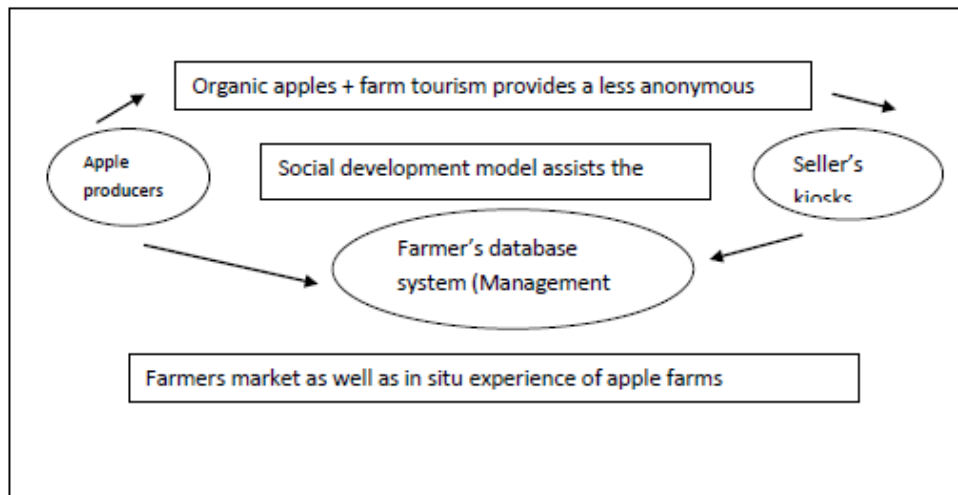 Organic apples + farm tourism provides a less anonymous
Apple
producers
Social development model assists the
Seller's
kiosks
Farmer's database
system (Management
Farmers market as well as in situ experience of apple farms